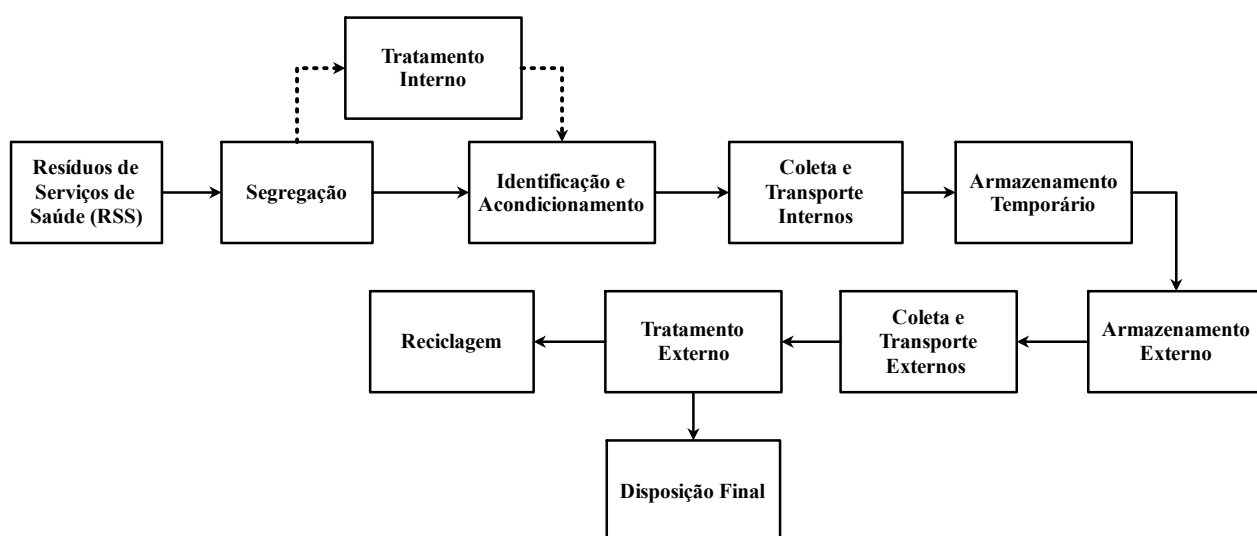 Tratamento
Interno
Resíduos de
Serviços de
Saúde (RSS)
Segregação
Identificação e
Acondicionamento
Coleta e
Transporte
Internos
Armazenamento
Temporário
Armazenamento
Externo
Coleta e
Transporte
Externos
Tratamento
Externo
Reciclagem
Disposição Final